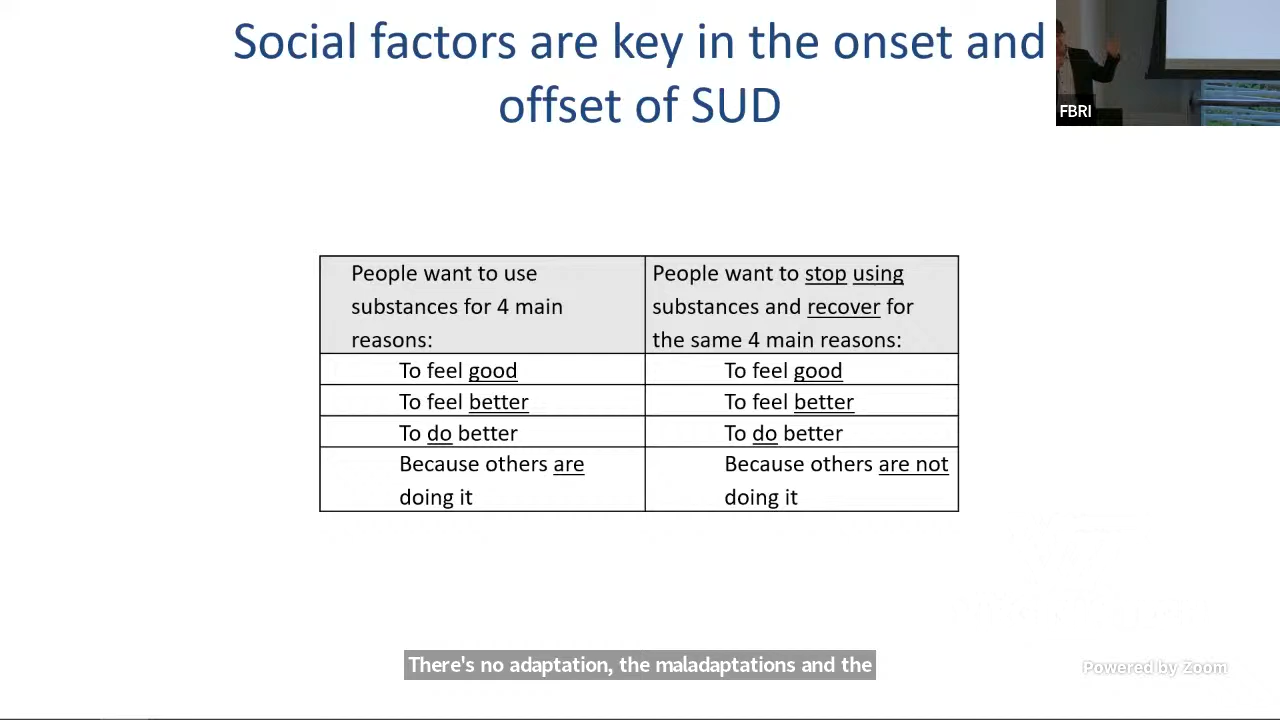 Social factors are key in the onset and
offset of SUD
FBRI
People want to use
substances for 4 main
reasons:
People want to stop using
substances and recover for
the same 4 main reasons:
To feel good
To feel good
To feel better
To feel better
To do better
To do better
Because others are
doing it
Because others are not
doing it
There's no adaptation, the maladaptations and the
Powered by Zoom